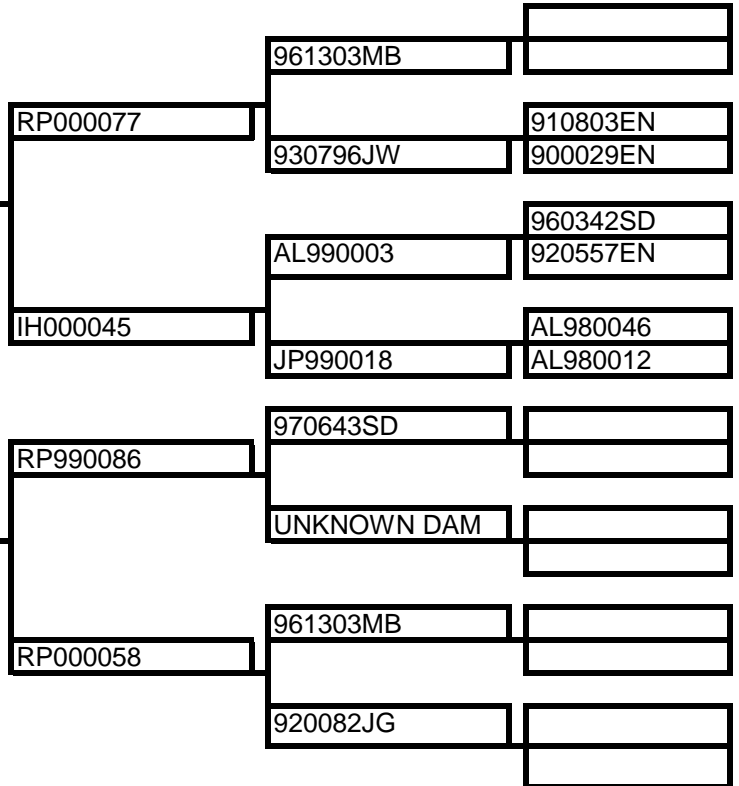 961303MB
RP000077
910803EN
930796JW
900029EN
960342SD
AL990003
920557EN
IH000045
AL980046
JP990018
AL980012
970643SD
RP990086
UNKNOWN DAM
961303MB
RP000058
920082JG